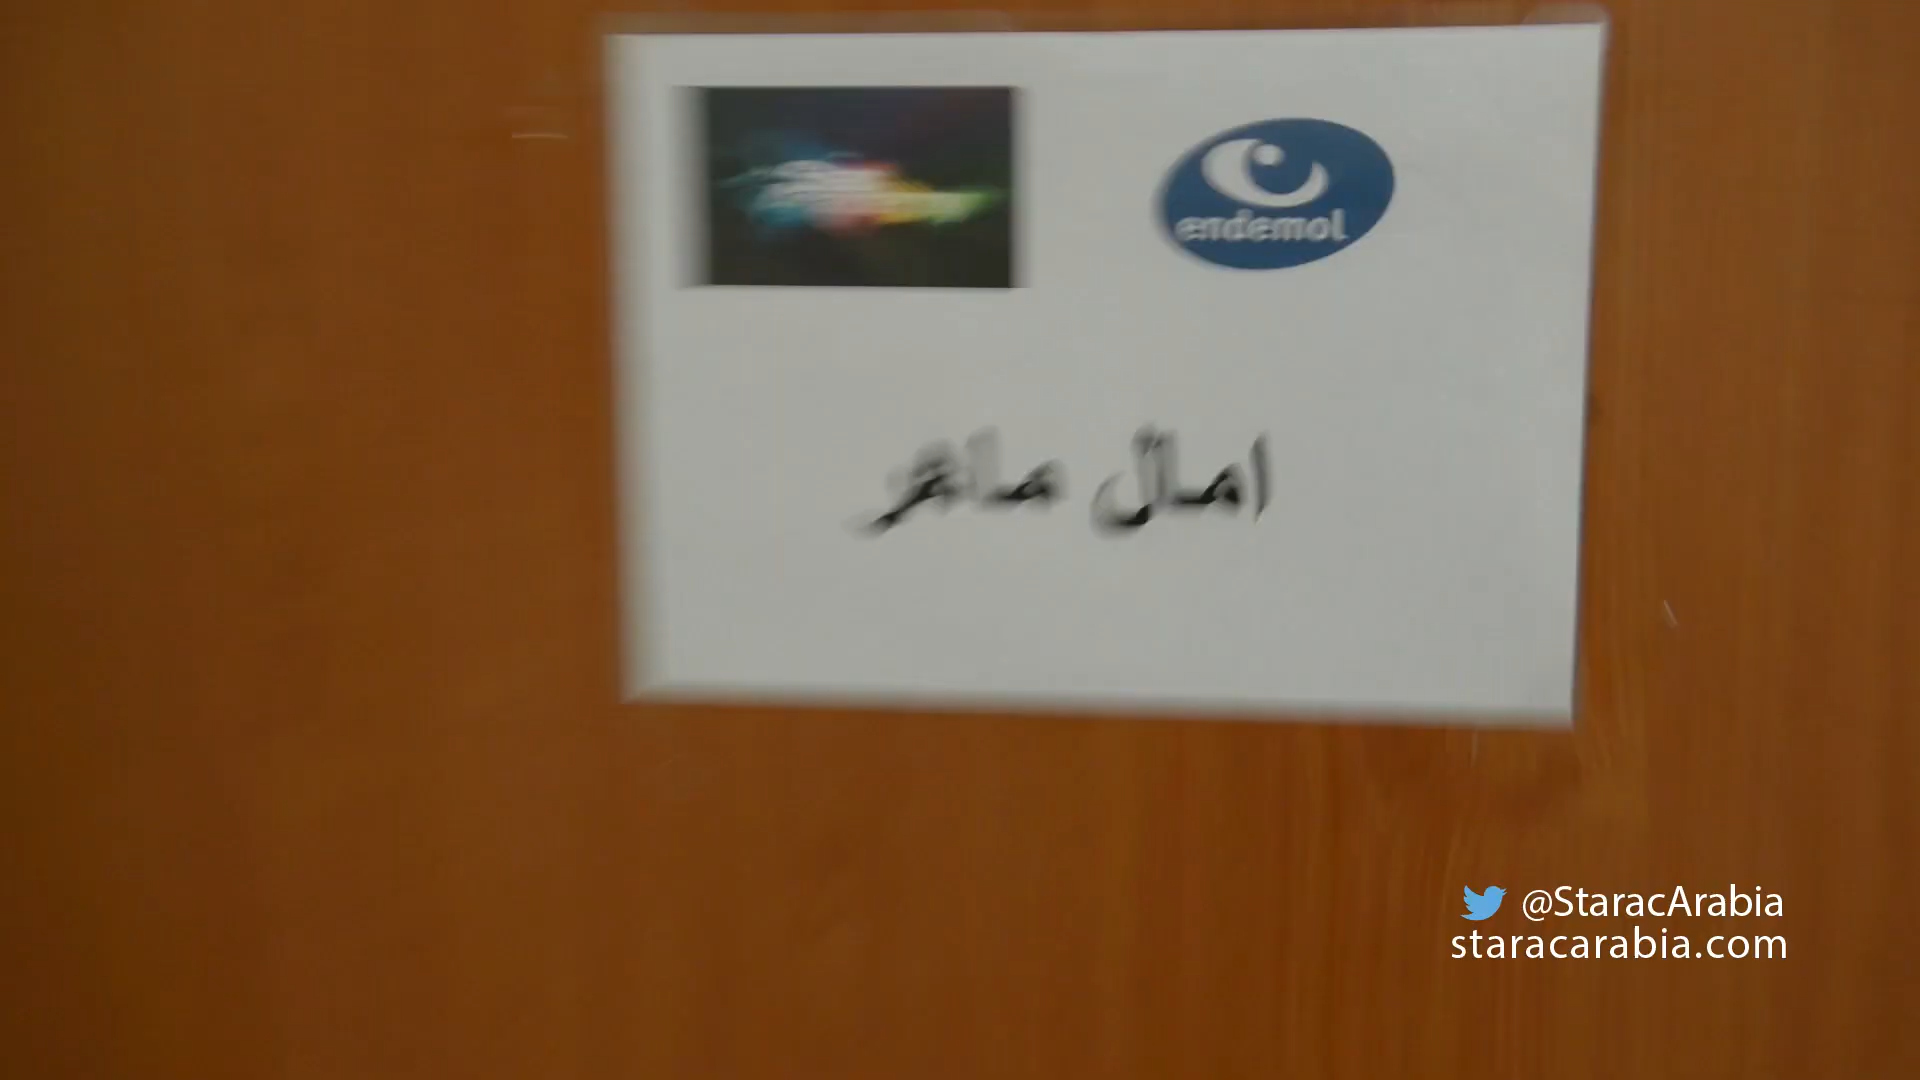 endemol
امال ماهر
@StaracArabia
staracarabia.com